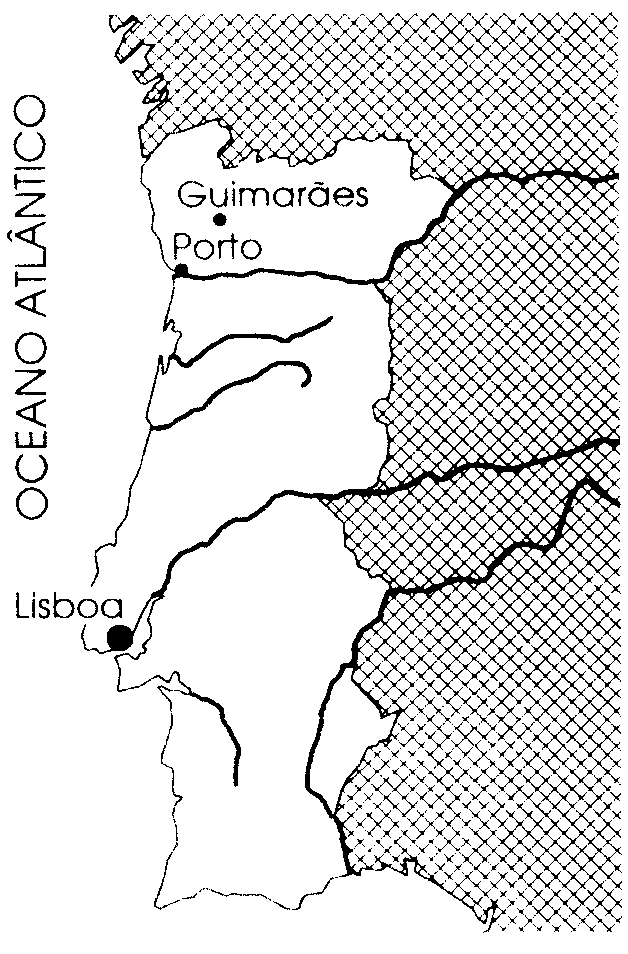 OCEANO ATLÂNTICO
Guimarães
Porto
Lisboa